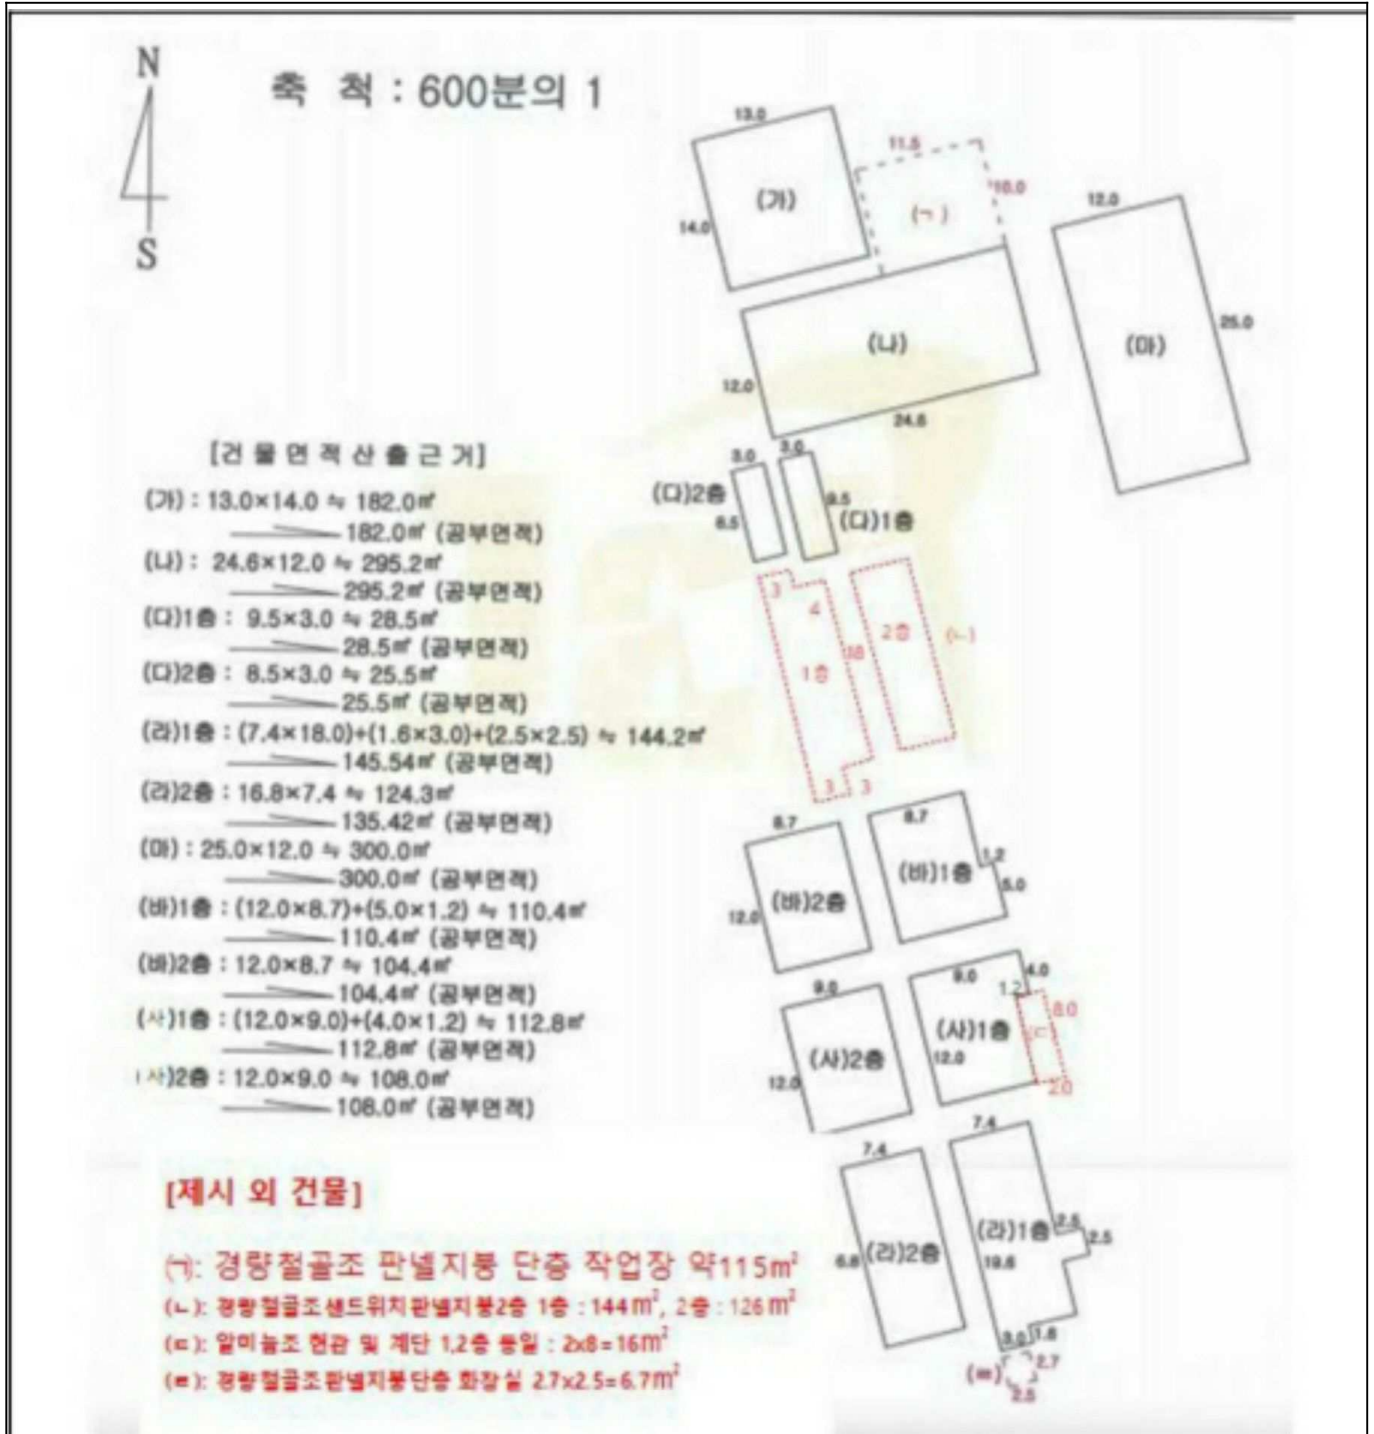 N
S
축 척 : 600분의 1
13.0
14.0
(가)
11.5
10.0
(ㄱ)
12.0
25.0
(마)
(나)
12.0
24.6
3.0
3.0
(다)2층
8.5
9.5
(다)1층
[건 물 면 적 산 출 근 거]
(가) : 13.0×14.0 ≒ 182.0㎡
182.0㎡ (공부면적)
(나) : 24.6×12.0 ≒ 295.2㎡
295.2㎡ (공부면적)
(다)1층 : 9.5×3.0 ≒ 28.5㎡
28.5㎡ (공부면적)
(다)2층 : 8.5×3.0 ≒ 25.5㎡
25.5㎡ (공부면적)
(라)1층 : (7.4×18.0)+(1.6×3.0)+(2.5×2.5) ≒ 144.2㎡
145.54㎡ (공부면적)
(라)2층 : 16.8×7.4 ≒ 124.3㎡
135.42㎡ (공부면적)
(마) : 25.0×12.0 ≒ 300.0㎡
300.0㎡ (공부면적)
(바)1층 : (12.0×8.7)+(5.0×1.2) ≒ 110.4㎡
110.4㎡ (공부면적)
(바)2층 : 12.0×8.7 ≒ 104.4㎡
104.4㎡ (공부면적)
(사)1층 : (12.0×9.0)+(4.0×1.2) ≒ 112.8㎡
112.8㎡ (공부면적)
(사)2층 : 12.0×9.0 ≒ 108.0㎡
108.0㎡ (공부면적)
3
4
18
1층
2층
(ㄴ)
3
3
8.7
12.0
(바)2층
8.7
(바)1층
1.2
5.0
9.0
12.0
(사)2층
9.0
4.0
1.2
(사)1층
12.0
8.0
(ㄷ)
2.0
7.4
6.8
(라)2층
7.4
(라)1층
2.5
2.5
19.6
3.0
1.8
(ㄹ)
2.7
2.5
[제시 외 건물]
(ㄱ): 경량철골조 판넬지붕 단층 작업장 약115m²
(ㄴ): 경량철골조샌드위치판넬지붕2층 1층 : 144m², 2층 : 126m²
(ㄷ): 알미늄조 현관 및 계단 1,2층 동일 : 2x8=16m²
(ㄹ): 경량철골조판넬지붕단층 화장실 2.7x2.5=6.7m²